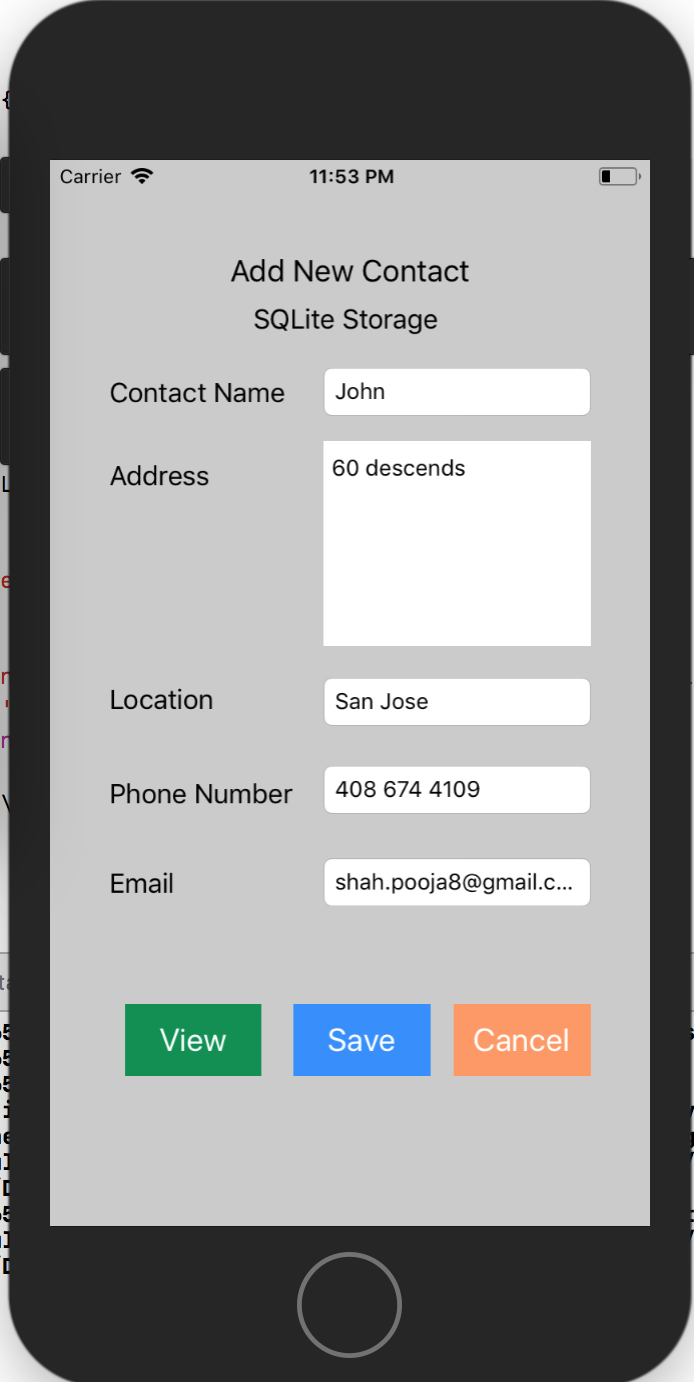 Carrier 11:53 PM
Add New Contact
SQLite Storage
Contact Name John
Address 60 descends
Location San Jose
Phone Number 408 674 4109
Email shah.pooja8@gmail.c...
View Save Cancel